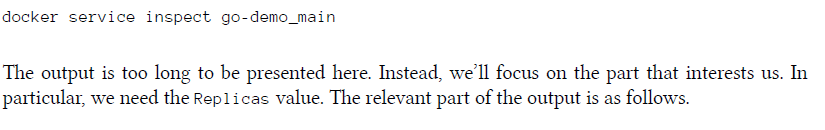 docker service inspect go-demo_main
The output is too long to be presented here. Instead, we’ll focus on the part that interests us. In
particular, we need the Replicas value. The relevant part of the output is as follows.